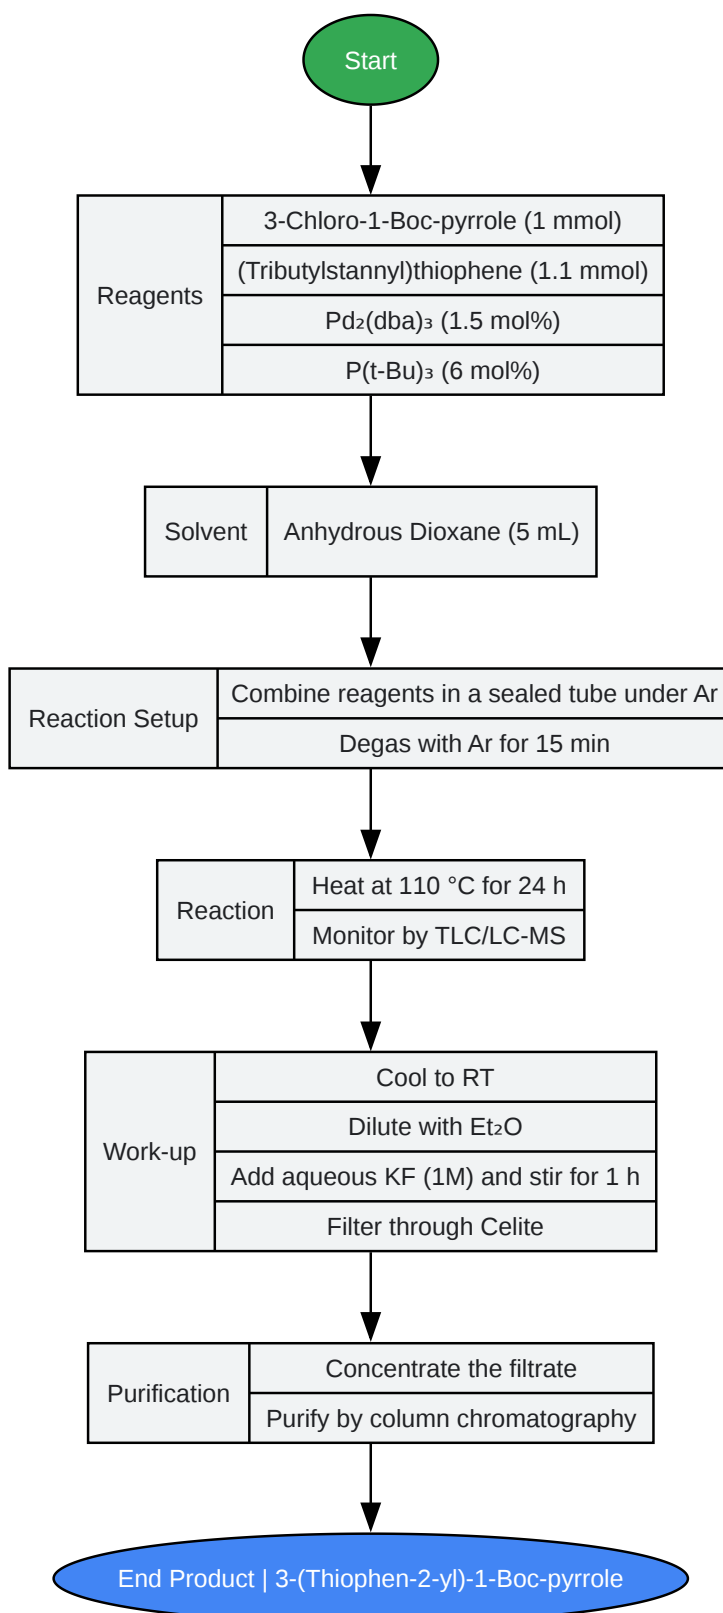 Start
Reagents
3-Chloro-1-Boc-pyrrole (1 mmol)
(Tributylstannyl)thiophene (1.1 mmol)
Pd₂(dba)₃ (1.5 mol%)
P(t-Bu)₃ (6 mol%)
Solvent
Anhydrous Dioxane (5 mL)
Reaction Setup
Combine reagents in a sealed tube under Ar
Degas with Ar for 15 min
Reaction
Heat at 110 °C for 24 h
Monitor by TLC/LC-MS
Work-up
Cool to RT
Dilute with Et₂O
Add aqueous KF (1M) and stir for 1 h
Filter through Celite
Purification
Concentrate the filtrate
Purify by column chromatography
End Product | 3-(Thiophen-2-yl)-1-Boc-pyrrole